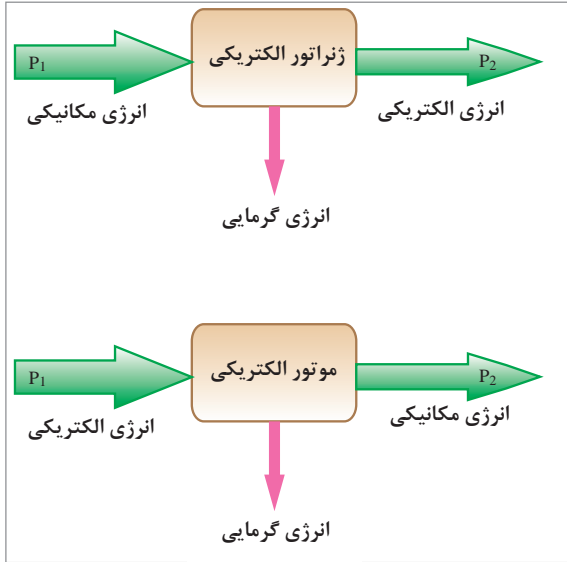 ژنراتور الکتریکی
P1
P2
انرژی مکانیکی
انرژی الکتریکی
انرژی گرمایی
موتور الکتریکی
P1
P2
انرژی الکتریکی
انرژی مکانیکی
انرژی گرمایی